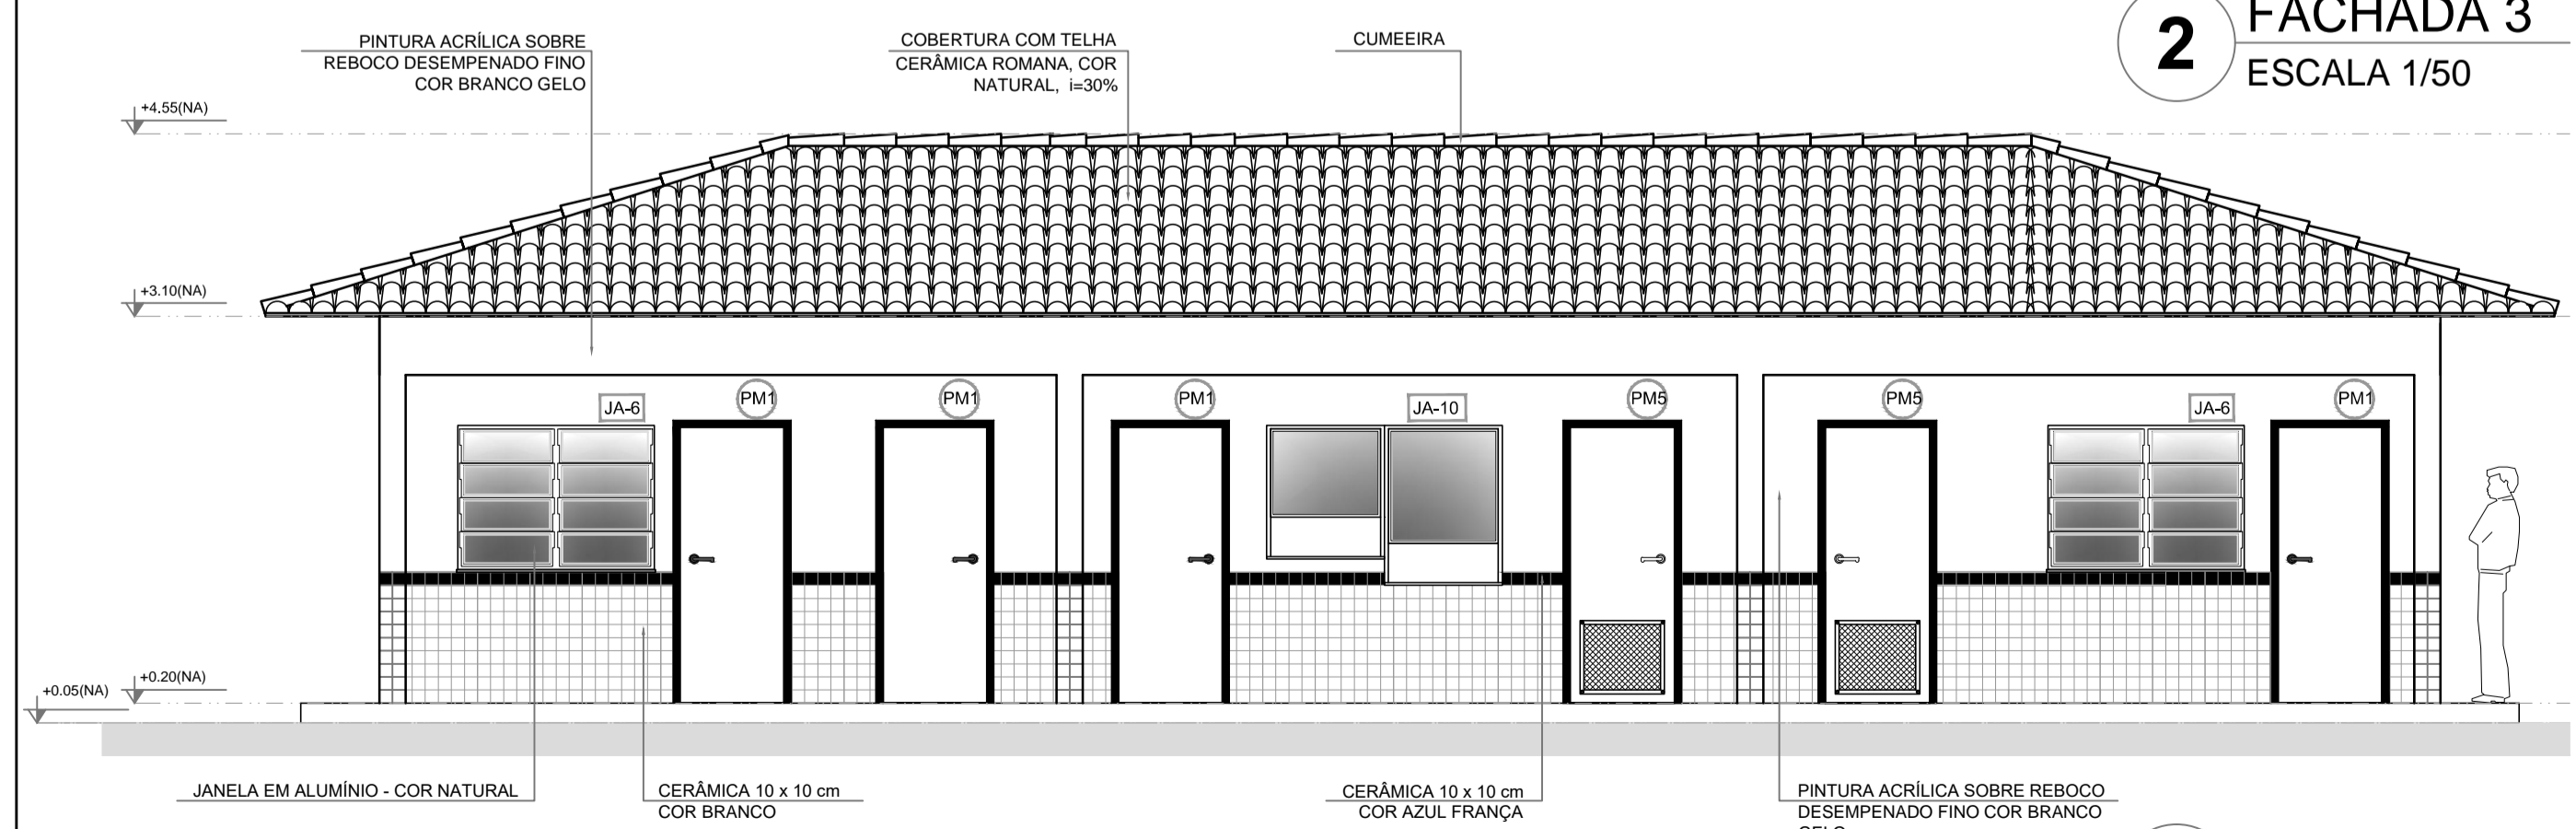 2
FACHADA 3
ESCALA 1/50
PINTURA ACRÍLICA SOBRE
REBOCO DESEMPENADO FINO
COR BRANCO GELO
COBERTURA COM TELHA
CERÂMICA ROMANA, COR
NATURAL, i=30%
CUMEEIRA
+4.55(NA)
+3.10(NA)
+0.20(NA)
+0.05(NA)
JA-6
PM1
PM1
PM1
JA-10
PM5
PM5
JA-6
PM1
JANELA EM ALUMÍNIO - COR NATURAL
CERÂMICA 10 x 10 cm
COR BRANCO
CERÂMICA 10 x 10 cm
COR AZUL FRANÇA
PINTURA ACRÍLICA SOBRE REBOCO
DESEMPENADO FINO COR BRANCO
GELO